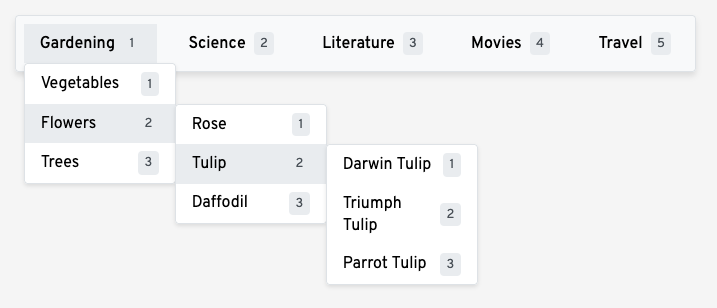 Gardening 1 Science 2 Literature 3 Movies 4 Travel 5
Vegetables 1
Flowers 2
Trees 3
Rose 1
Tulip 2
Daffodil 3
Darwin Tulip 1
Triumph
Tulip 2
Parrot Tulip 3